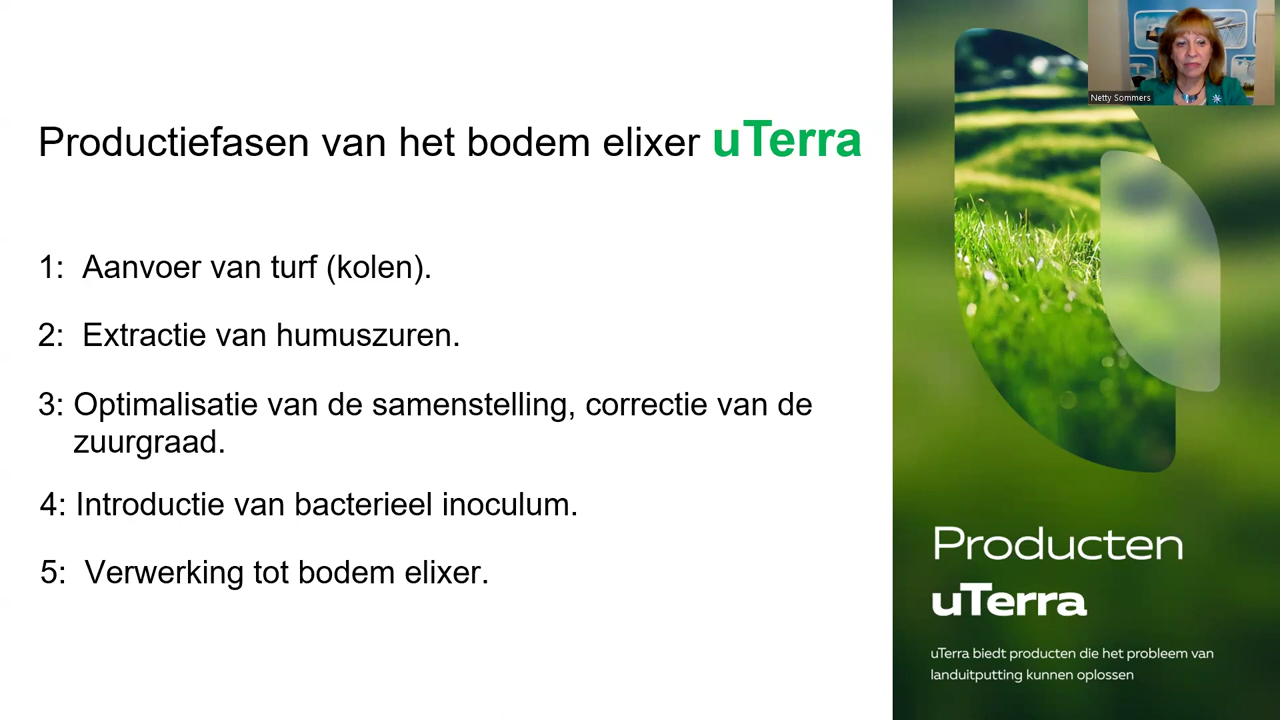 Productiefasen van het bodem elixer uTerra
1: Aanvoer van turf (kolen).
2: Extractie van humuszuren.
3: Optimalisatie van de samenstelling, correctie van de
zuurgraad.
4: Introductie van bacterieel inoculum.
5: Verwerking tot bodem elixer.
Netty Sommers
Producten
uTerra
uTerra biedt producten die het probleem van
landuitputting kunnen oplossen